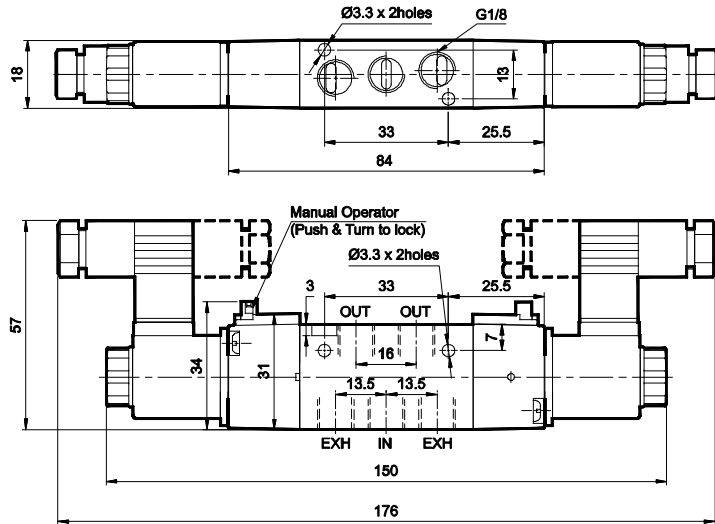 Ø3.3 x 2holes
G1/8
18
13
33
25.5
84
Manual Operator
(Push & Turn to lock)
Ø3.3 x 2holes
3
33
25.5
OUT
OUT
57
34
31
7
16
13.5
13.5
EXH
IN
EXH
150
176